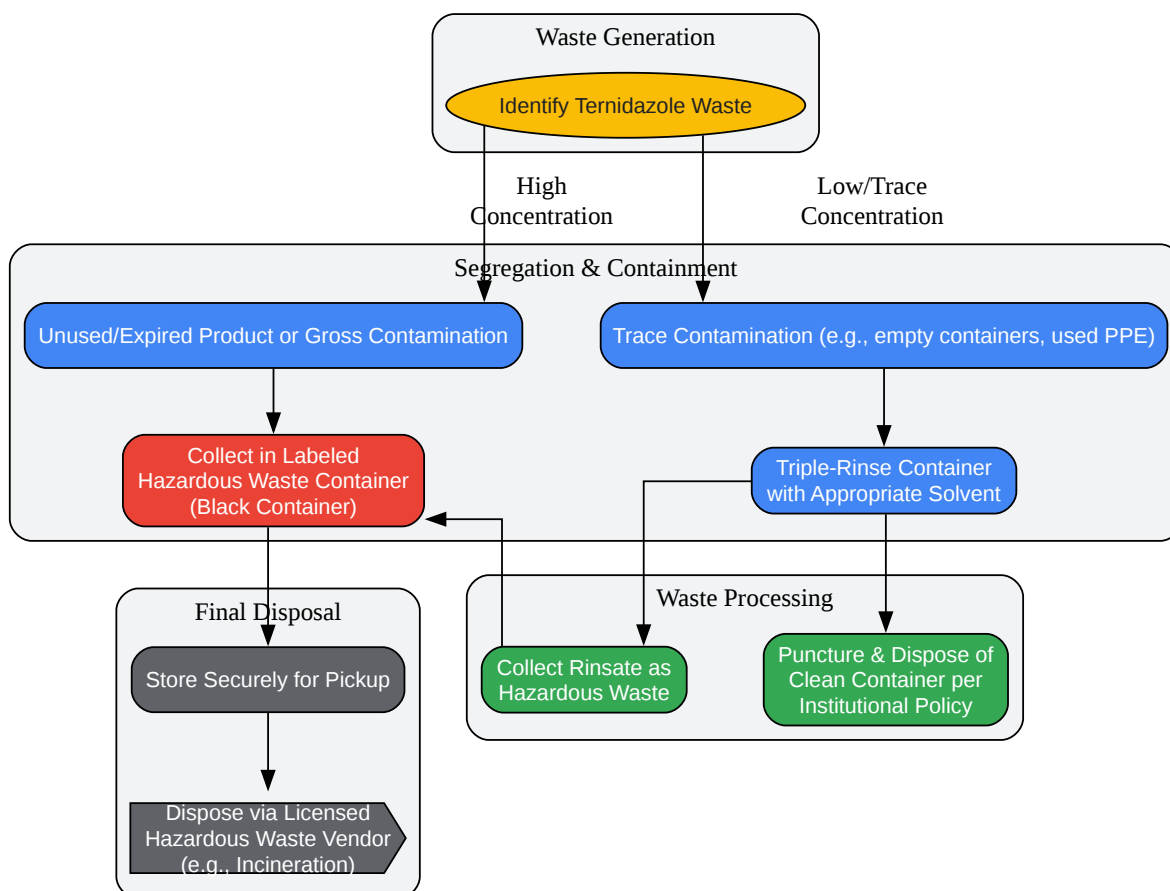 Waste Generation
Identify Ternidazole Waste
High
Concentration
Low/Trace
Concentration
Segregation & Containment
Unused/Expired Product or Gross Contamination
Trace Contamination (e.g., empty containers, used PPE)
Collect in Labeled
Hazardous Waste Container
(Black Container)
Triple-Rinse Container
with Appropriate Solvent
Final Disposal
Waste Processing
Store Securely for Pickup
Collect Rinsate as
Hazardous Waste
Puncture & Dispose of
Clean Container per
Institutional Policy
Dispose via Licensed
Hazardous Waste Vendor
(e.g., Incineration)